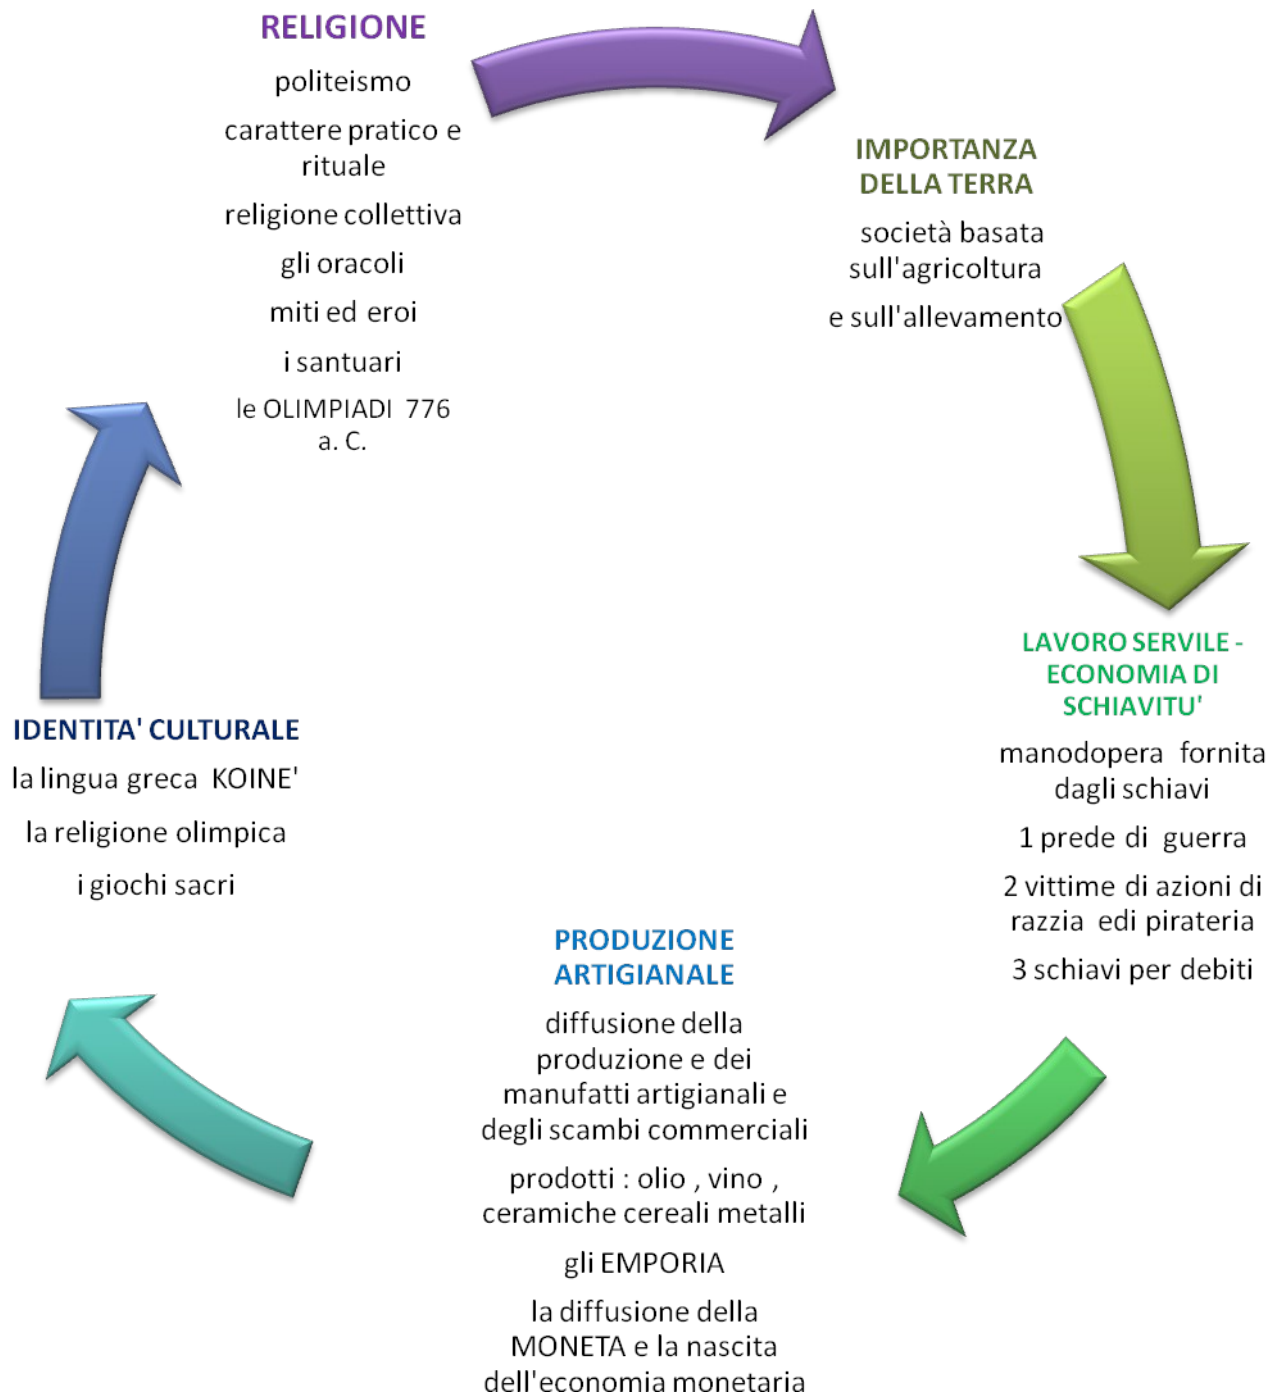 RELIGIONE
politeismo
carattere pratico e
rituale
religione collettiva
gli oracoli
miti ed eroi
i santuari
le OLIMPIADI 776
a. C.
IMPORTANZA
DELLA TERRA
società basata
sull'agricoltura
e sull'allevamento
LAVORO SERVILE -
ECONOMIA DI
SCHIAVITU'
manodopera fornita
dagli schiavi
1 prede di guerra
2 vittime di azioni di
razzia edi pirateria
3 schiavi per debiti
PRODUZIONE
ARTIGIANALE
diffusione della
produzione e dei
manufatti artigianali e
degli scambi commerciali
prodotti : olio , vino ,
ceramiche cereali metalli
gli EMPORIA
la diffusione della
MONETA e la nascita
dell'economia monetaria
IDENTITA' CULTURALE
la lingua greca KOINE'
la religione olimpica
i giochi sacri